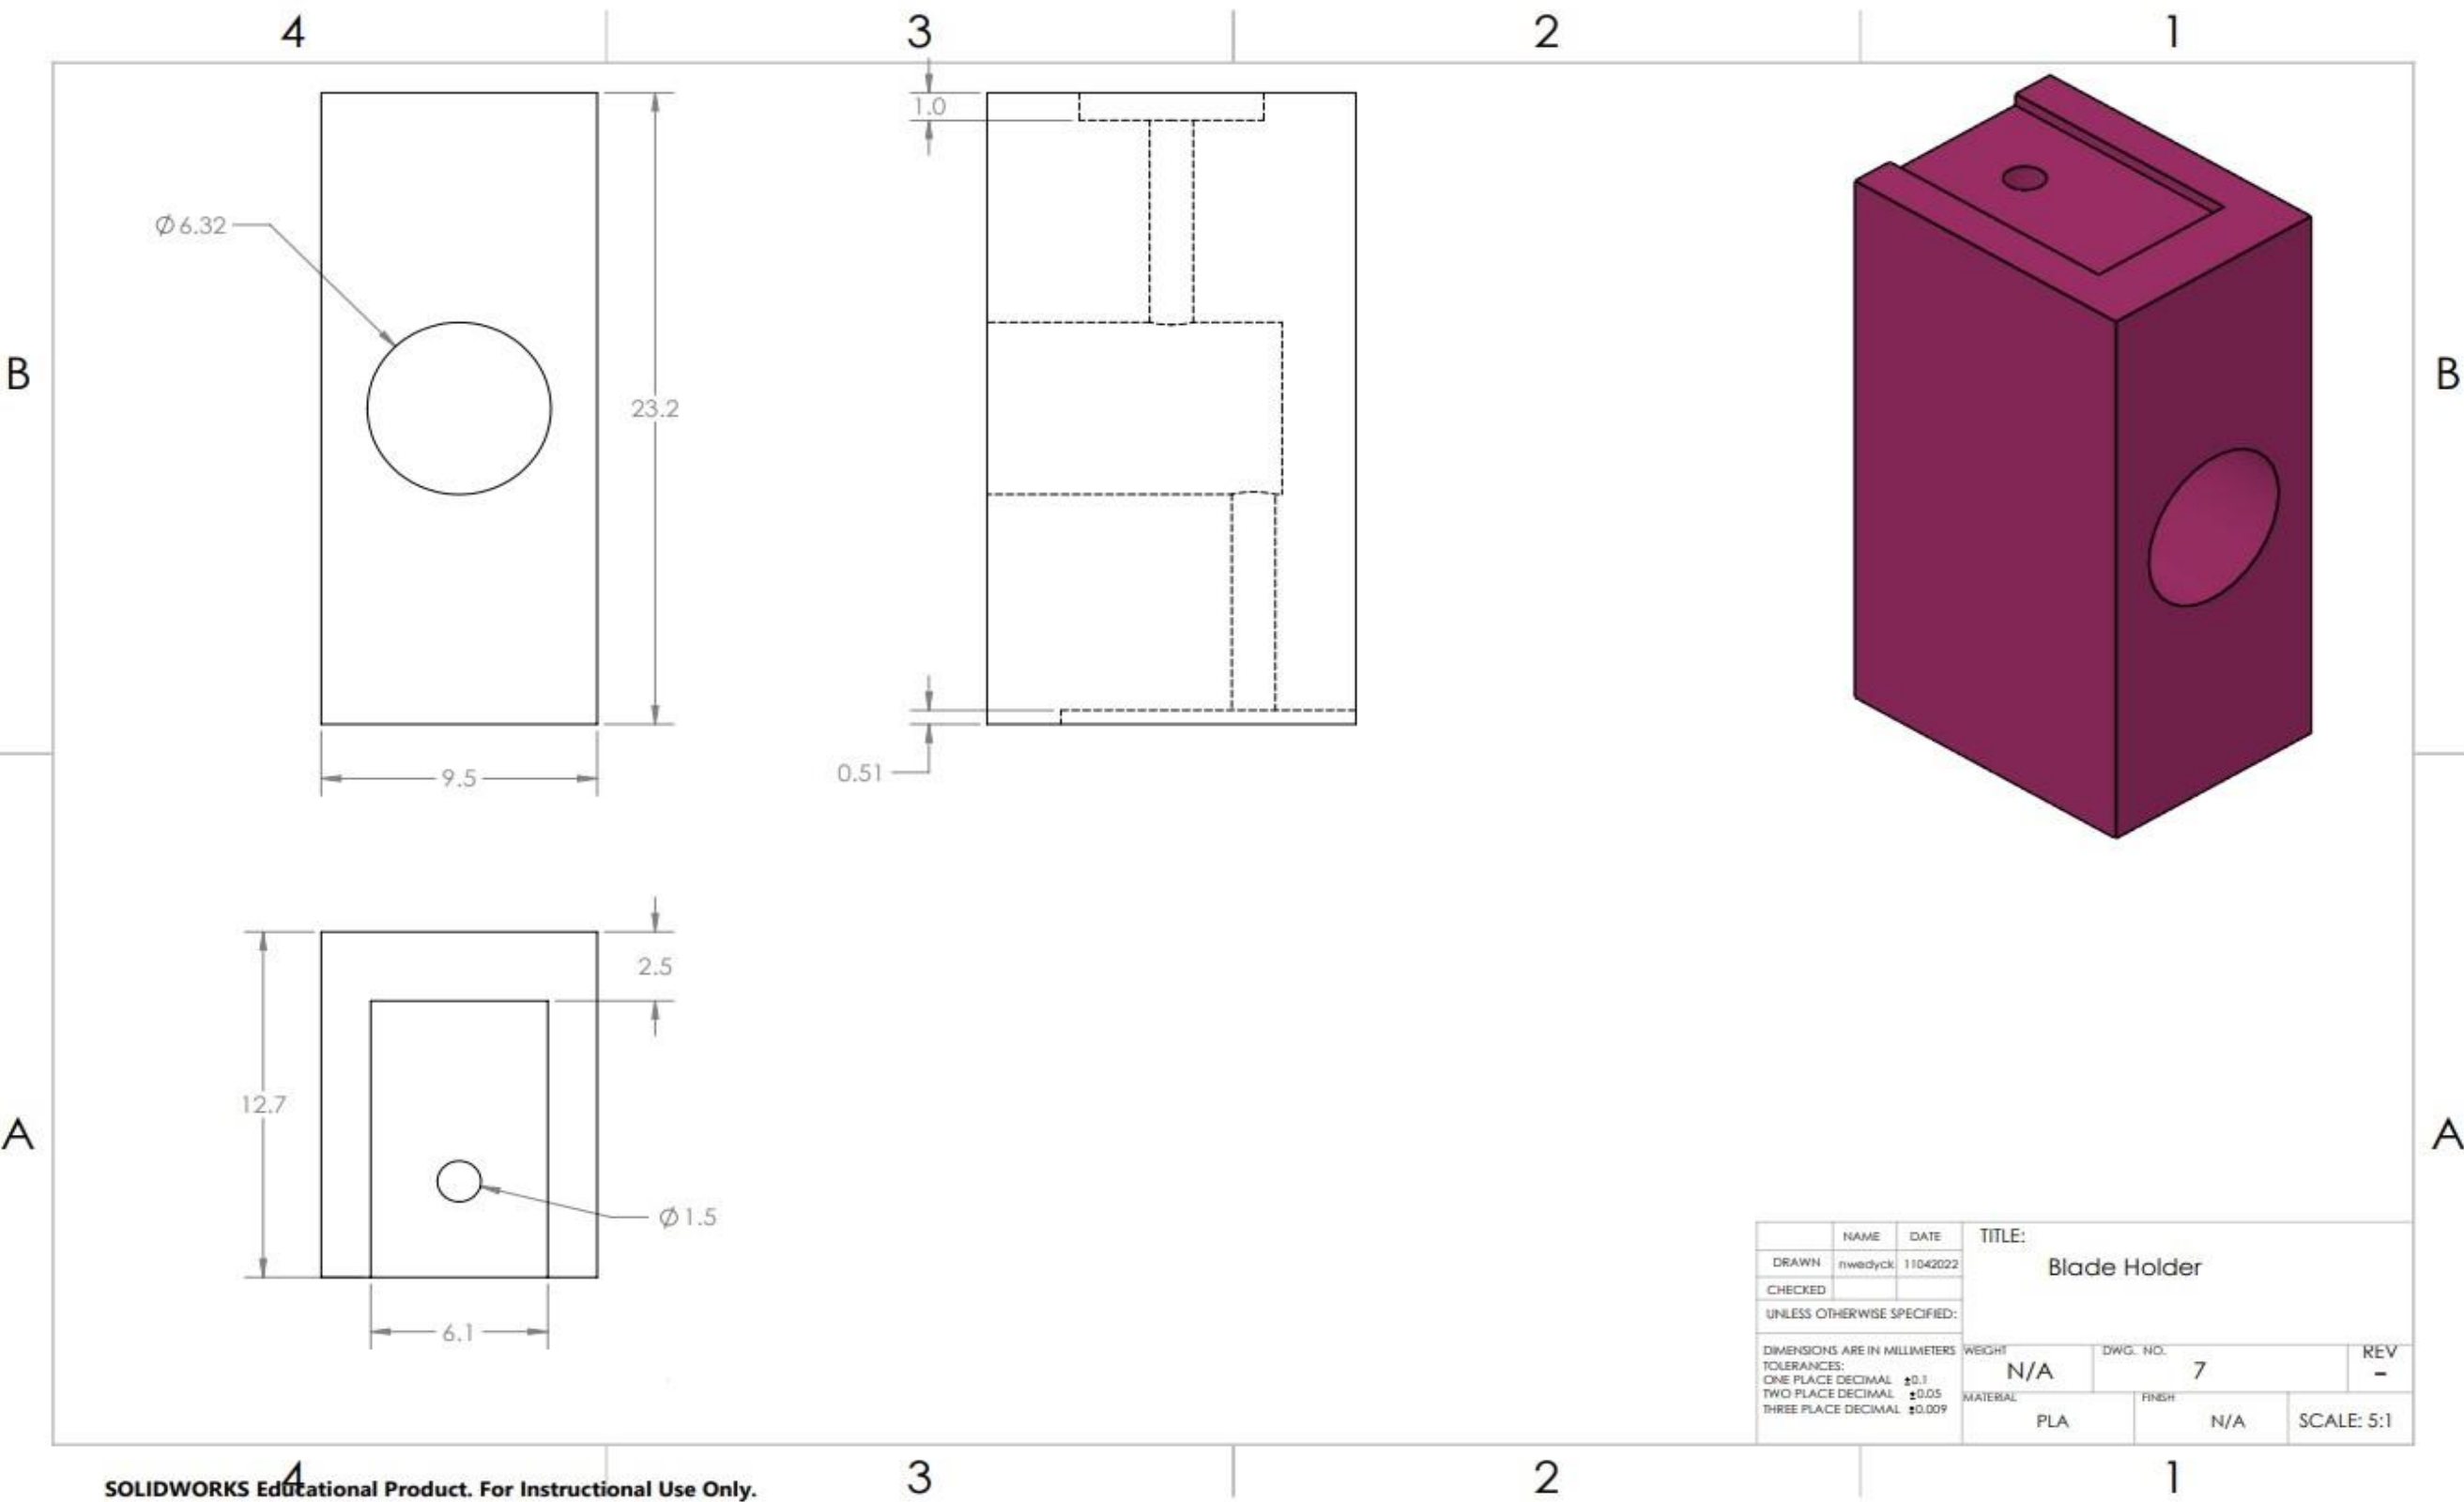 4 3 2 1
B B
A A
Ø6.32
23.2
9.5
1.0
0.51
12.7
2.5
Ø1.5
6.1
NAME DATE
DRAWN nwedyck 11042022
CHECKED
UNLESS OTHERWISE SPECIFIED:
DIMENSIONS ARE IN MILLIMETERS
TOLERANCES:
ONE PLACE DECIMAL ±0.1
TWO PLACE DECIMAL ±0.05
THREE PLACE DECIMAL ±0.009
TITLE:
Blade Holder
WEIGHT
N/A
DWG. NO.
7
REV
-
MATERIAL
PLA
FINISH
N/A
SCALE: 5:1
4 3 2 1
SOLIDWORKS Educational Product. For Instructional Use Only.